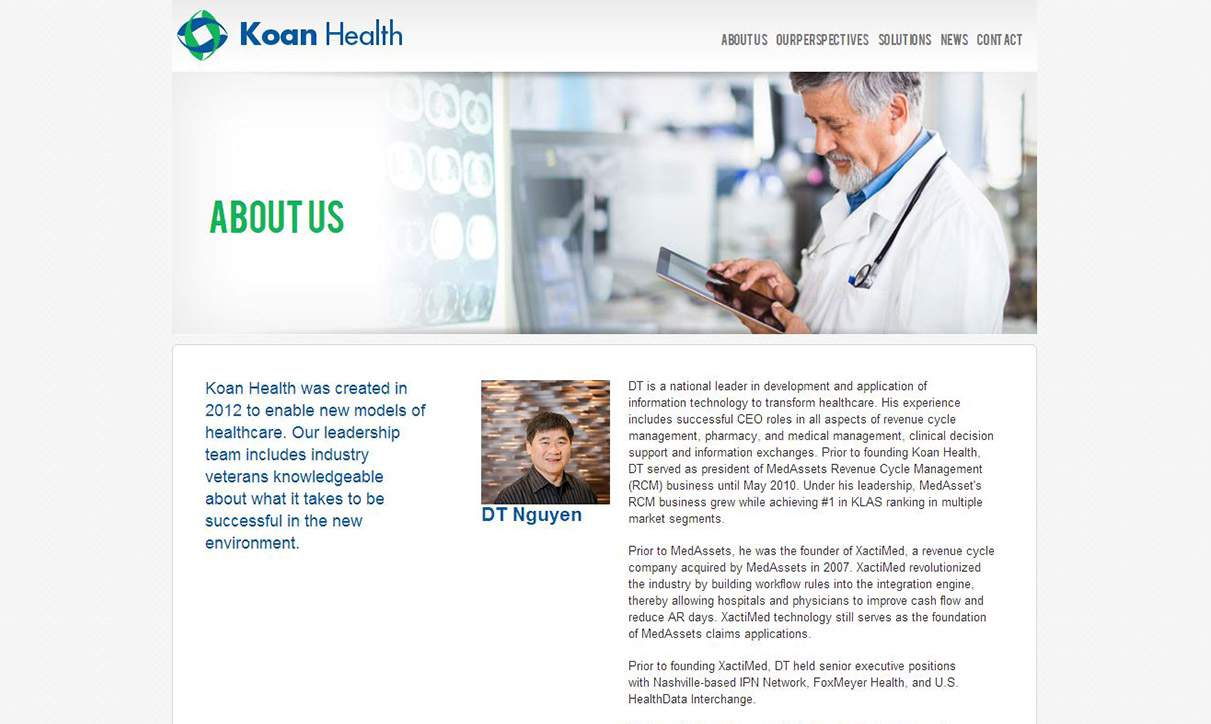 Koan Health
ABOUT US OUR PERSPECTIVES SOLUTIONS NEWS CONTACT
ABOUT US
Koan Health was created in
2012 to enable new models of
healthcare. Our leadership
team includes industry
veterans knowledgeable
about what it takes to be
successful in the new
environment.
DT Nguyen
DT is a national leader in development and application of
information technology to transform healthcare. His experience
includes successful CEO roles in all aspects of revenue cycle
management, pharmacy, and medical management, clinical decision
support and information exchanges. Prior to founding Koan Health,
DT served as president of MedAssets Revenue Cycle Management
(RCM) business until May 2010. Under his leadership, MedAsset's
RCM business grew while achieving #1 in KLAS ranking in multiple
market segments.
Prior to MedAssets, he was the founder of XactiMed, a revenue cycle
company acquired by MedAssets in 2007. XactiMed revolutionized
the industry by building workflow rules into the integration engine,
thereby allowing hospitals and physicians to improve cash flow and
reduce AR days. XactiMed technology still serves as the foundation
of MedAssets claims applications.
Prior to founding XactiMed, DT held senior executive positions
with Nashville-based IPN Network, FoxMeyer Health, and U.S.
HealthData Interchange.